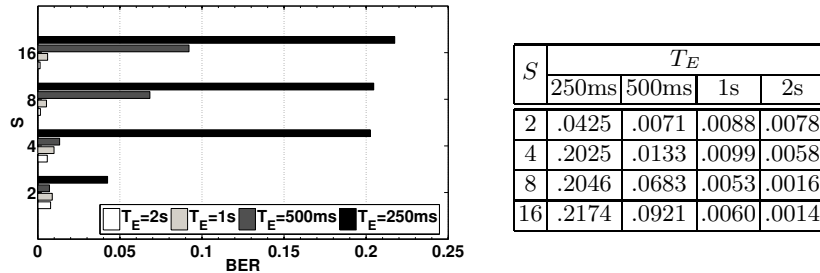 16
8
S
4
2
T_E=2s T_E=1s T_E=500ms T_E=250ms
0 0.05 0.1 0.15 0.2 0.25
BER
S T_E
250ms 500ms 1s 2s
2 .0425 .0071 .0088 .0078
4 .2025 .0133 .0099 .0058
8 .2046 .0683 .0053 .0016
16 .2174 .0921 .0060 .0014